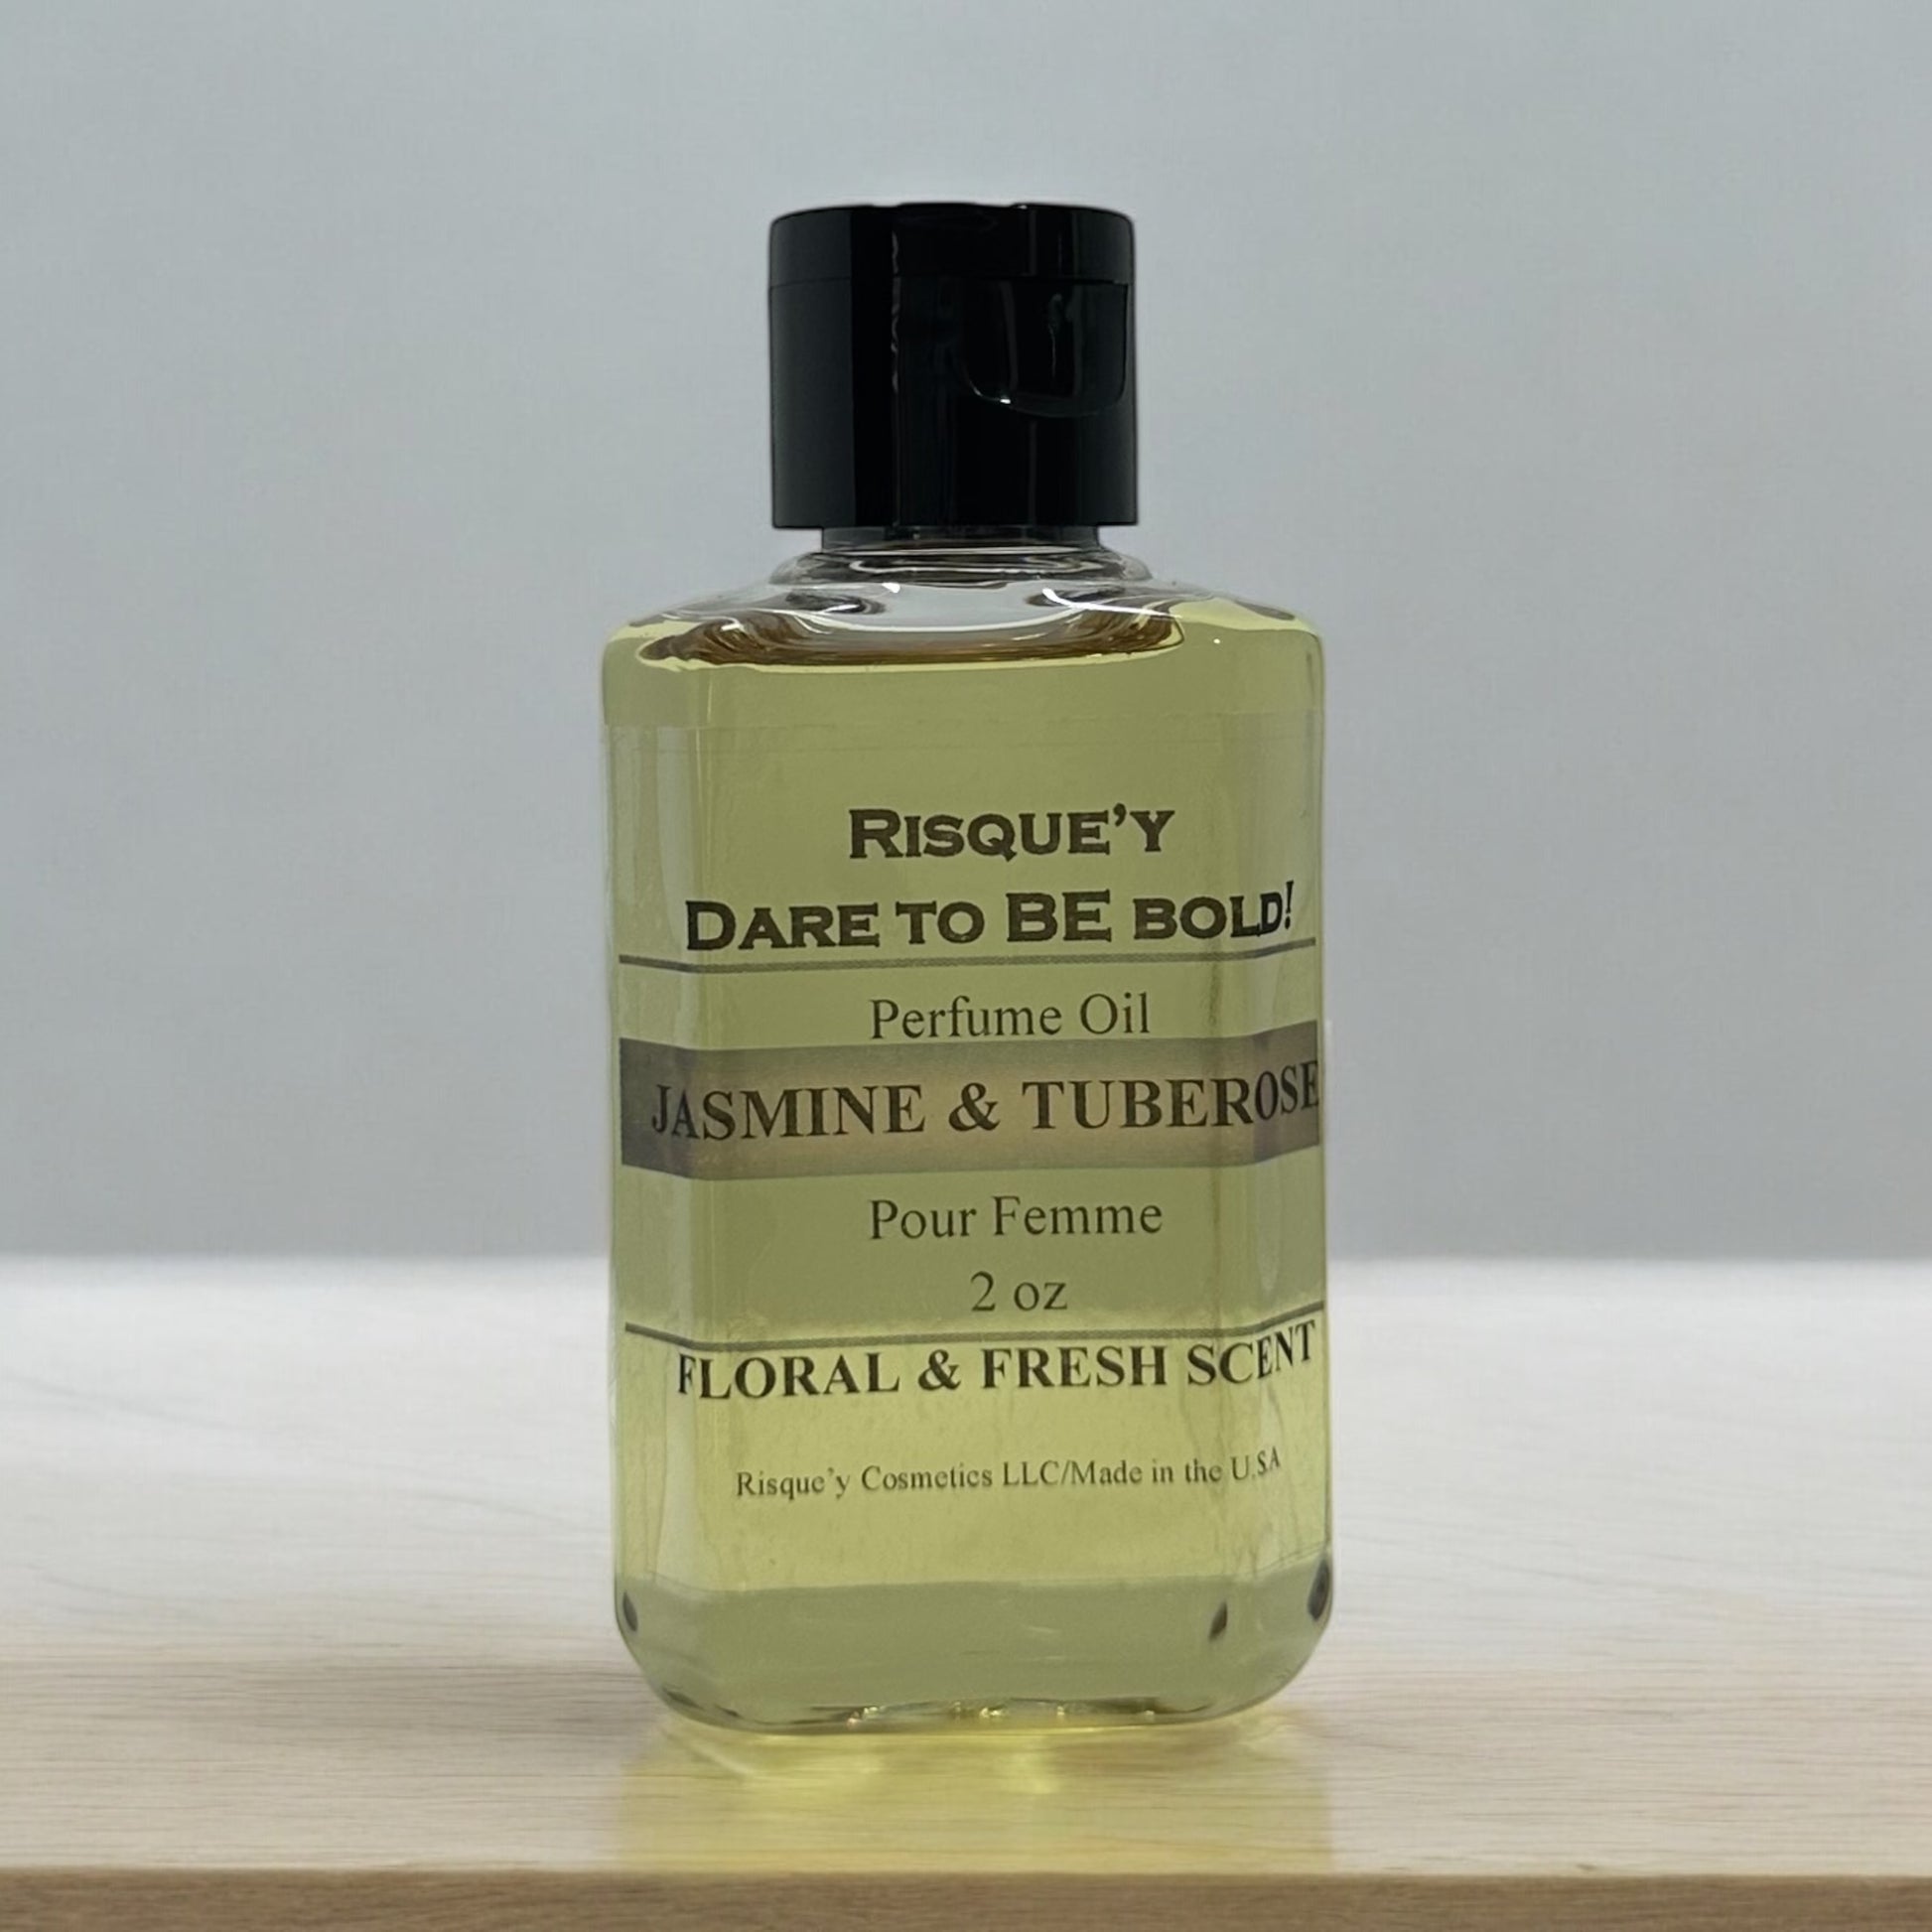 RISQUE'Y
DARE TO BE BOLD!
Perfume Oil
JASMINE & TUBEROSE
Pour Femme
2 oz
FLORAL & FRESH SCENT
Risque'y Cosmetics LLC/Made in the U.SA